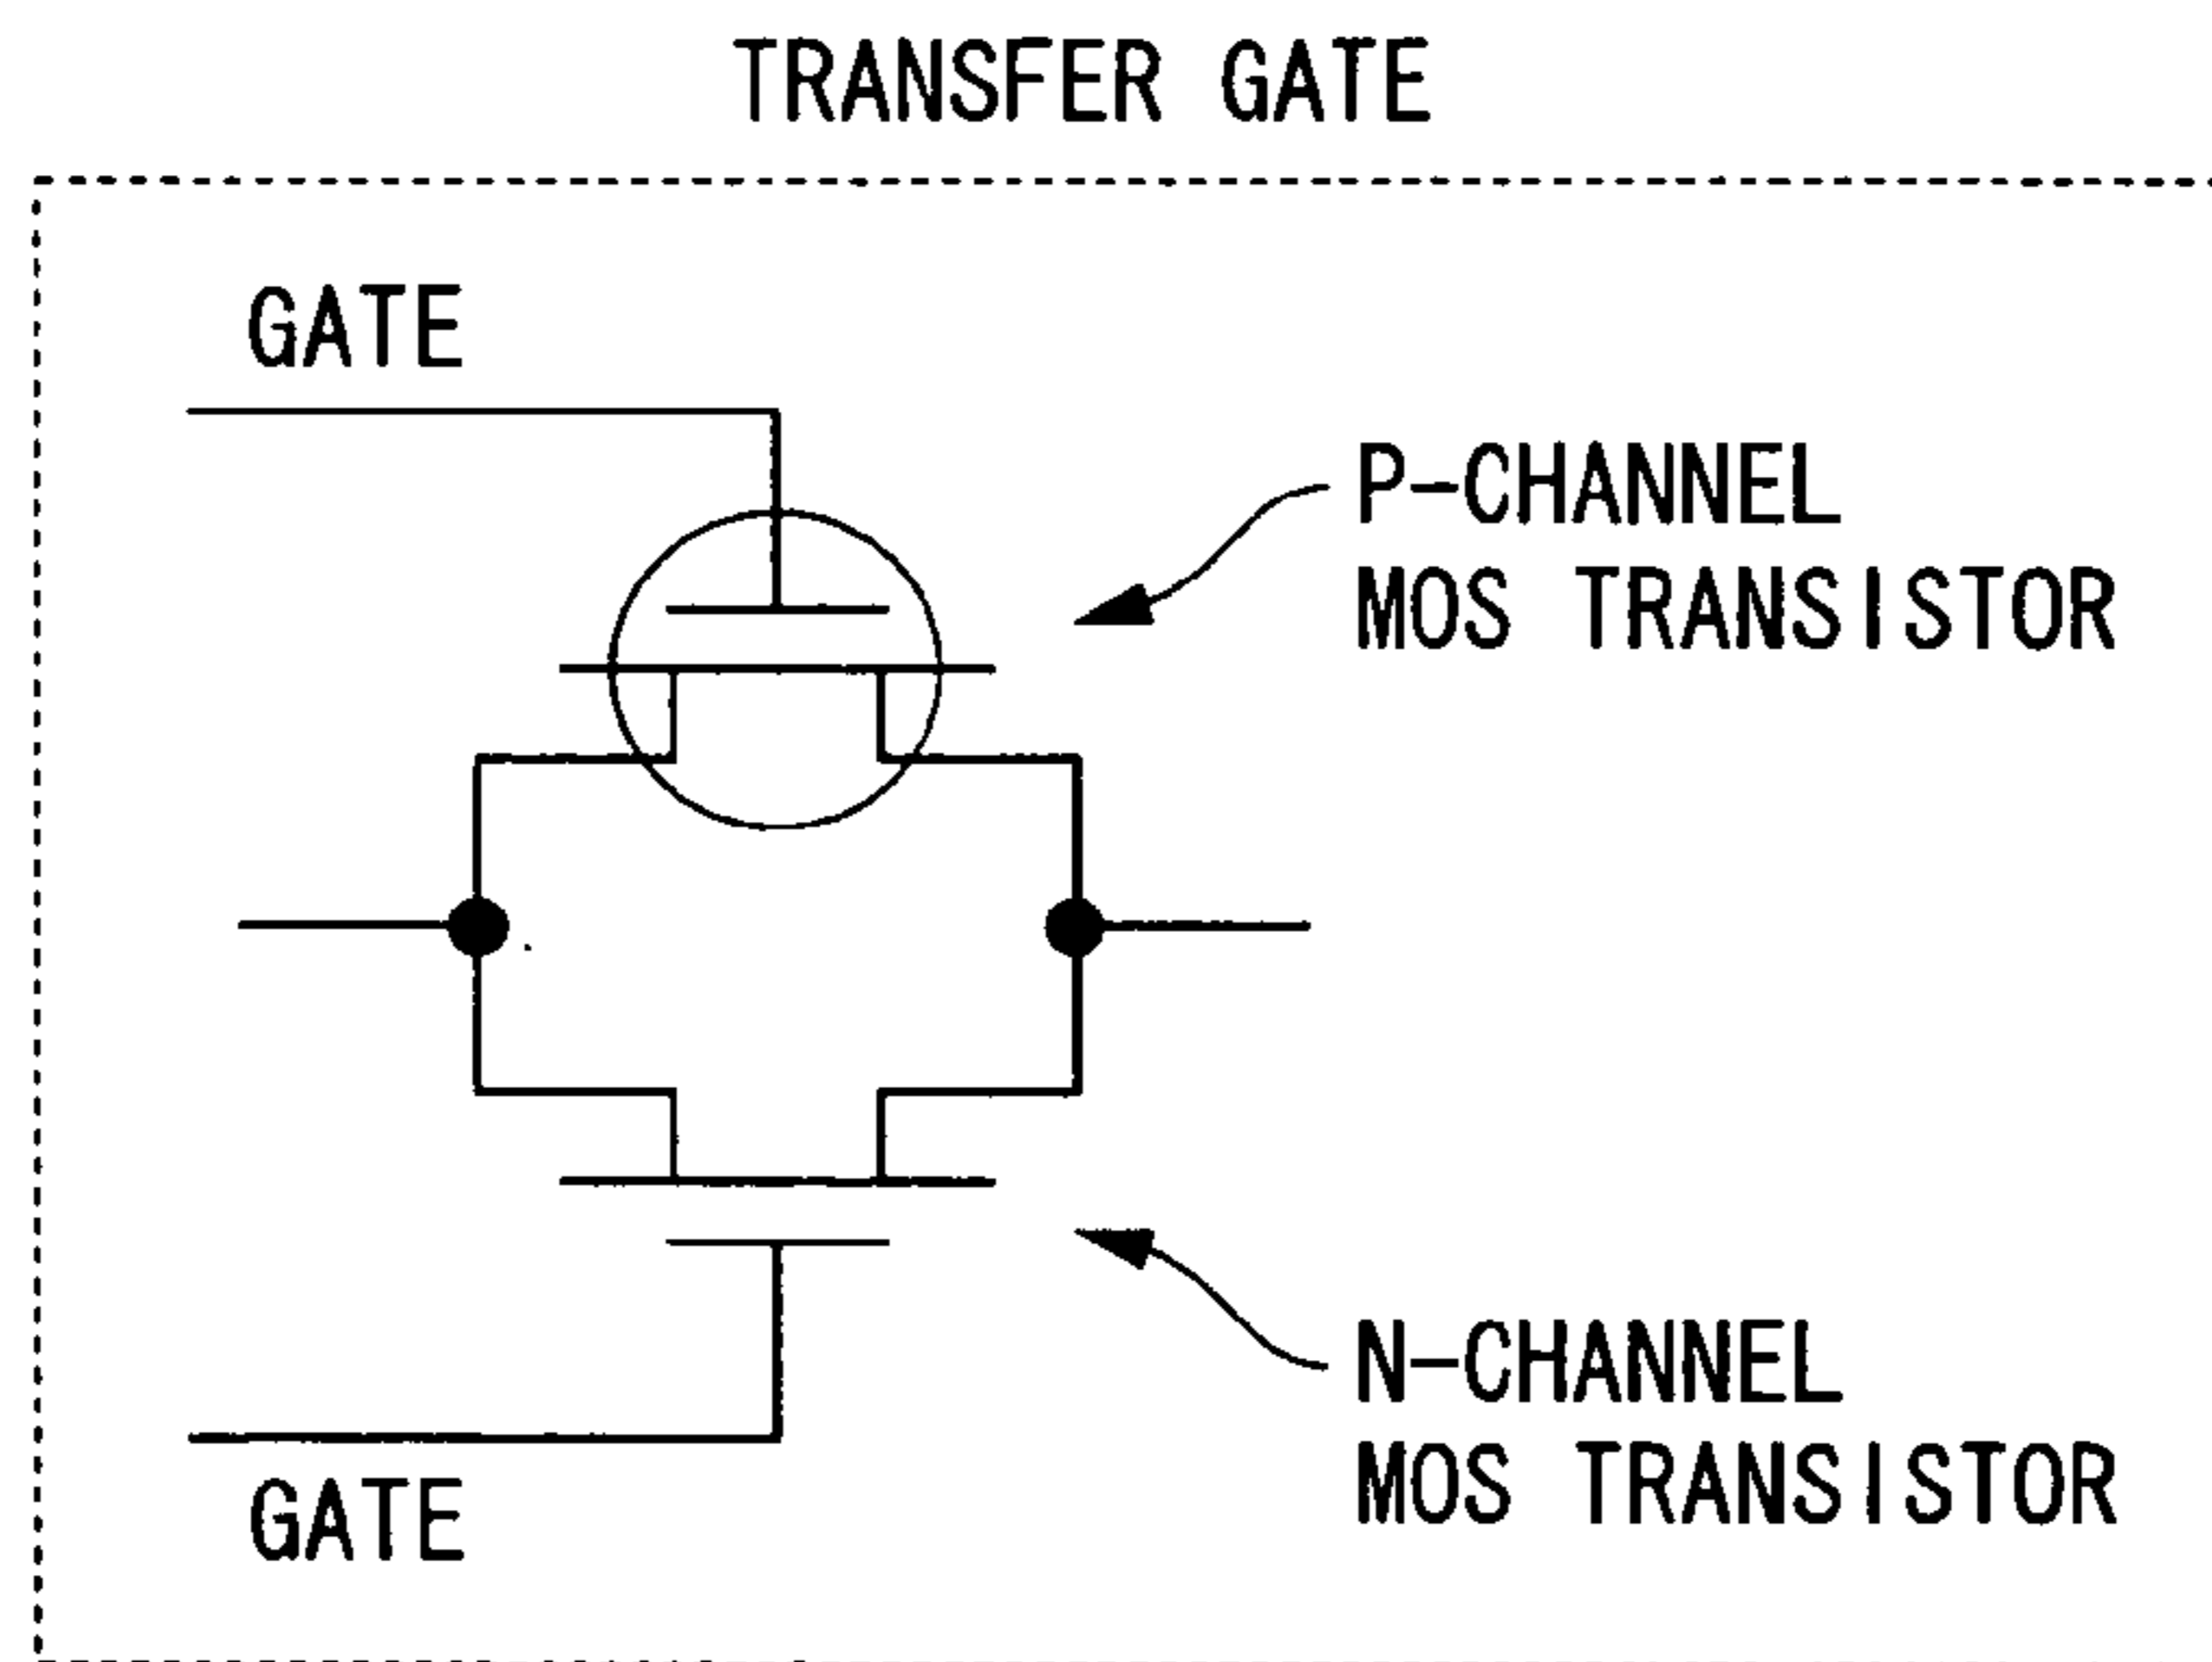 TRANSFER GATE
GATE
P-CHANNEL
MOS TRANSISTOR
N-CHANNEL
MOS TRANSISTOR
GATE